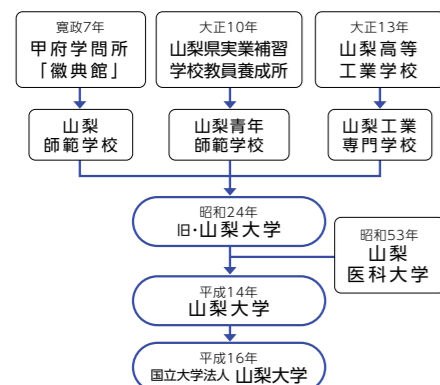 寛政7年
甲府学問所
「徽典館」
大正10年
山梨県実業補習
学校教員養成所
大正13年
山梨高等
工業学校
山梨
師範学校
山梨青年
師範学校
山梨工業
専門学校
昭和24年
旧・山梨大学
昭和53年
山梨
医科大学
平成14年
山梨大学
平成16年
国立大学法人 山梨大学